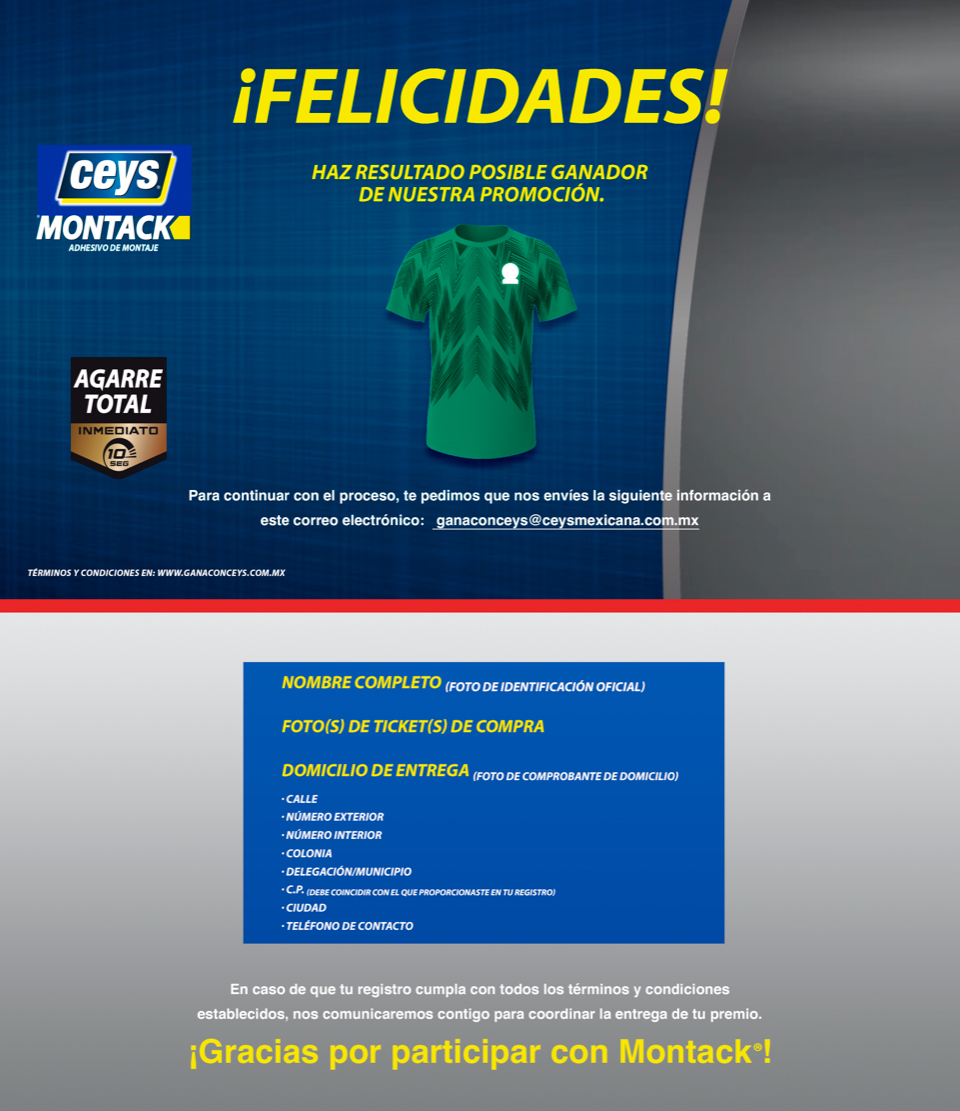 ¡FELICIDADES!
HAZ RESULTADO POSIBLE GANADOR
DE NUESTRA PROMOCIÓN.
ceys®
MONTACK
ADHESIVO DE MONTAJE
AGARRE
TOTAL
INMEDIATO
10
SEG
Para continuar con el proceso, te pedimos que nos envíes la siguiente información a
este correo electrónico: ganaconceys@ceysmexicana.com.mx
TÉRMINOS Y CONDICIONES EN: WWW.GANACONCEYS.COM.MX
NOMBRE COMPLETO (FOTO DE IDENTIFICACIÓN OFICIAL)
FOTO(S) DE TICKET(S) DE COMPRA
DOMICILIO DE ENTREGA (FOTO DE COMPROBANTE DE DOMICILIO)
· CALLE
· NÚMERO EXTERIOR
· NÚMERO INTERIOR
· COLONIA
· DELEGACIÓN/MUNICIPIO
· C.P. (DEBE COINCIDIR CON EL QUE PROPORCIONASTE EN TU REGISTRO)
· CIUDAD
· TELÉFONO DE CONTACTO
En caso de que tu registro cumpla con todos los términos y condiciones
establecidos, nos comunicaremos contigo para coordinar la entrega de tu premio.
¡Gracias por participar con Montack®!